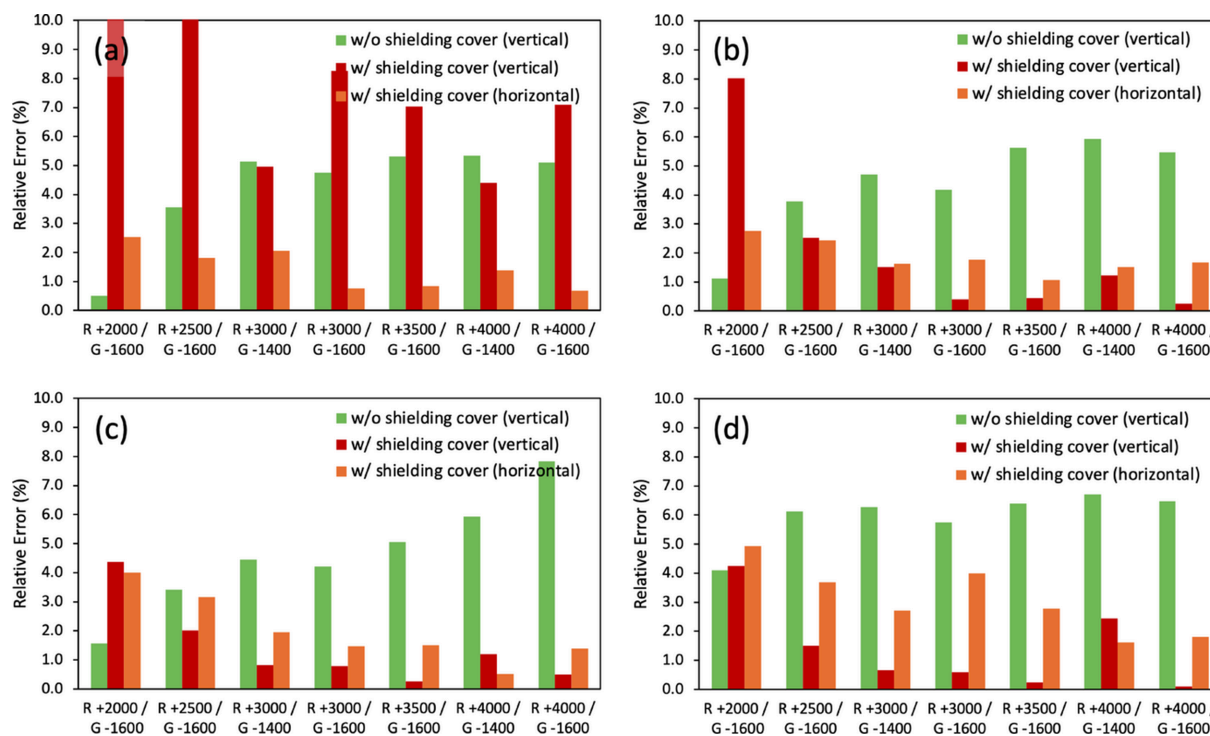 10.0
9.0
8.0
7.0
6.0
5.0
4.0
3.0
2.0
1.0
0.0
Relative Error (%)
(a)
w/o shielding cover (vertical)
w/ shielding cover (vertical)
w/ shielding cover (horizontal)
R +2000 / R +2500 / R +3000 / R +3000 / R +3500 / R +4000 / R +4000 /
G -1600 G -1600 G -1400 G -1600 G -1600 G -1400 G -1600
10.0
9.0
8.0
7.0
6.0
5.0
4.0
3.0
2.0
1.0
0.0
Relative Error (%)
(b)
w/o shielding cover (vertical)
w/ shielding cover (vertical)
w/ shielding cover (horizontal)
R +2000 / R +2500 / R +3000 / R +3000 / R +3500 / R +4000 / R +4000 /
G -1600 G -1600 G -1400 G -1600 G -1600 G -1400 G -1600
10.0
9.0
8.0
7.0
6.0
5.0
4.0
3.0
2.0
1.0
0.0
Relative Error (%)
(c)
w/o shielding cover (vertical)
w/ shielding cover (vertical)
w/ shielding cover (horizontal)
R +2000 / R +2500 / R +3000 / R +3000 / R +3500 / R +4000 / R +4000 /
G -1600 G -1600 G -1400 G -1600 G -1600 G -1400 G -1600
10.0
9.0
8.0
7.0
6.0
5.0
4.0
3.0
2.0
1.0
0.0
Relative Error (%)
(d)
w/o shielding cover (vertical)
w/ shielding cover (vertical)
w/ shielding cover (horizontal)
R +2000 / R +2500 / R +3000 / R +3000 / R +3500 / R +4000 / R +4000 /
G -1600 G -1600 G -1400 G -1600 G -1600 G -1400 G -1600